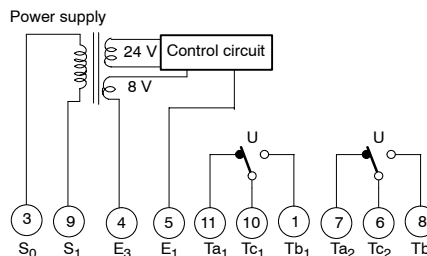 Power supply
24 V
Control circuit
8 V
U
U
3
9
4
5
11
10
1
7
6
8
S0
S1
E3
E1
Ta1
Tc1
Tb1
Ta2
Tc2
Tb